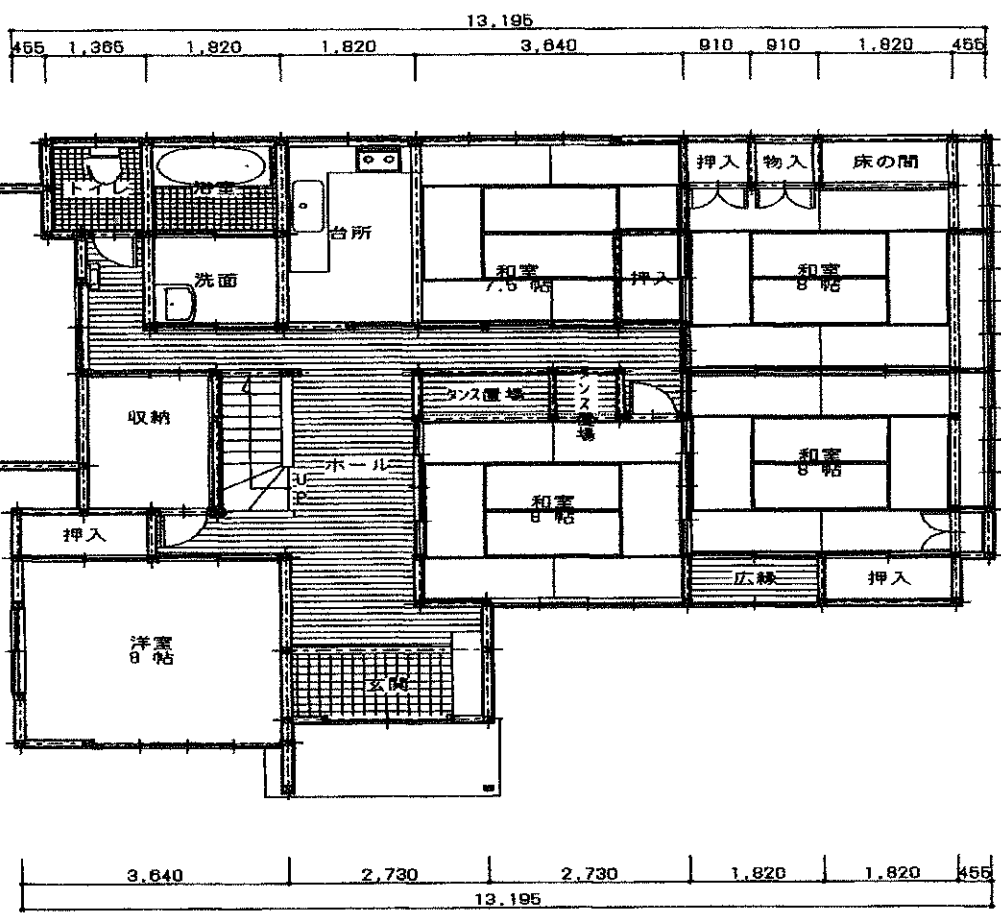 13,195
455 1,365 1,820 1,820 3,640 910 910 1,820 455
トイレ
浴室
台所
洗面
和室
7.5 帖
押入
押入
物入
床の間
和室
8 帖
収納
タンス置場
タンス置場
ホール
UP
和室
8 帖
和室
8 帖
押入
広縁
押入
洋室
8 帖
玄関
3,640 2,730 2,730 1,820 1,820 455
13,195